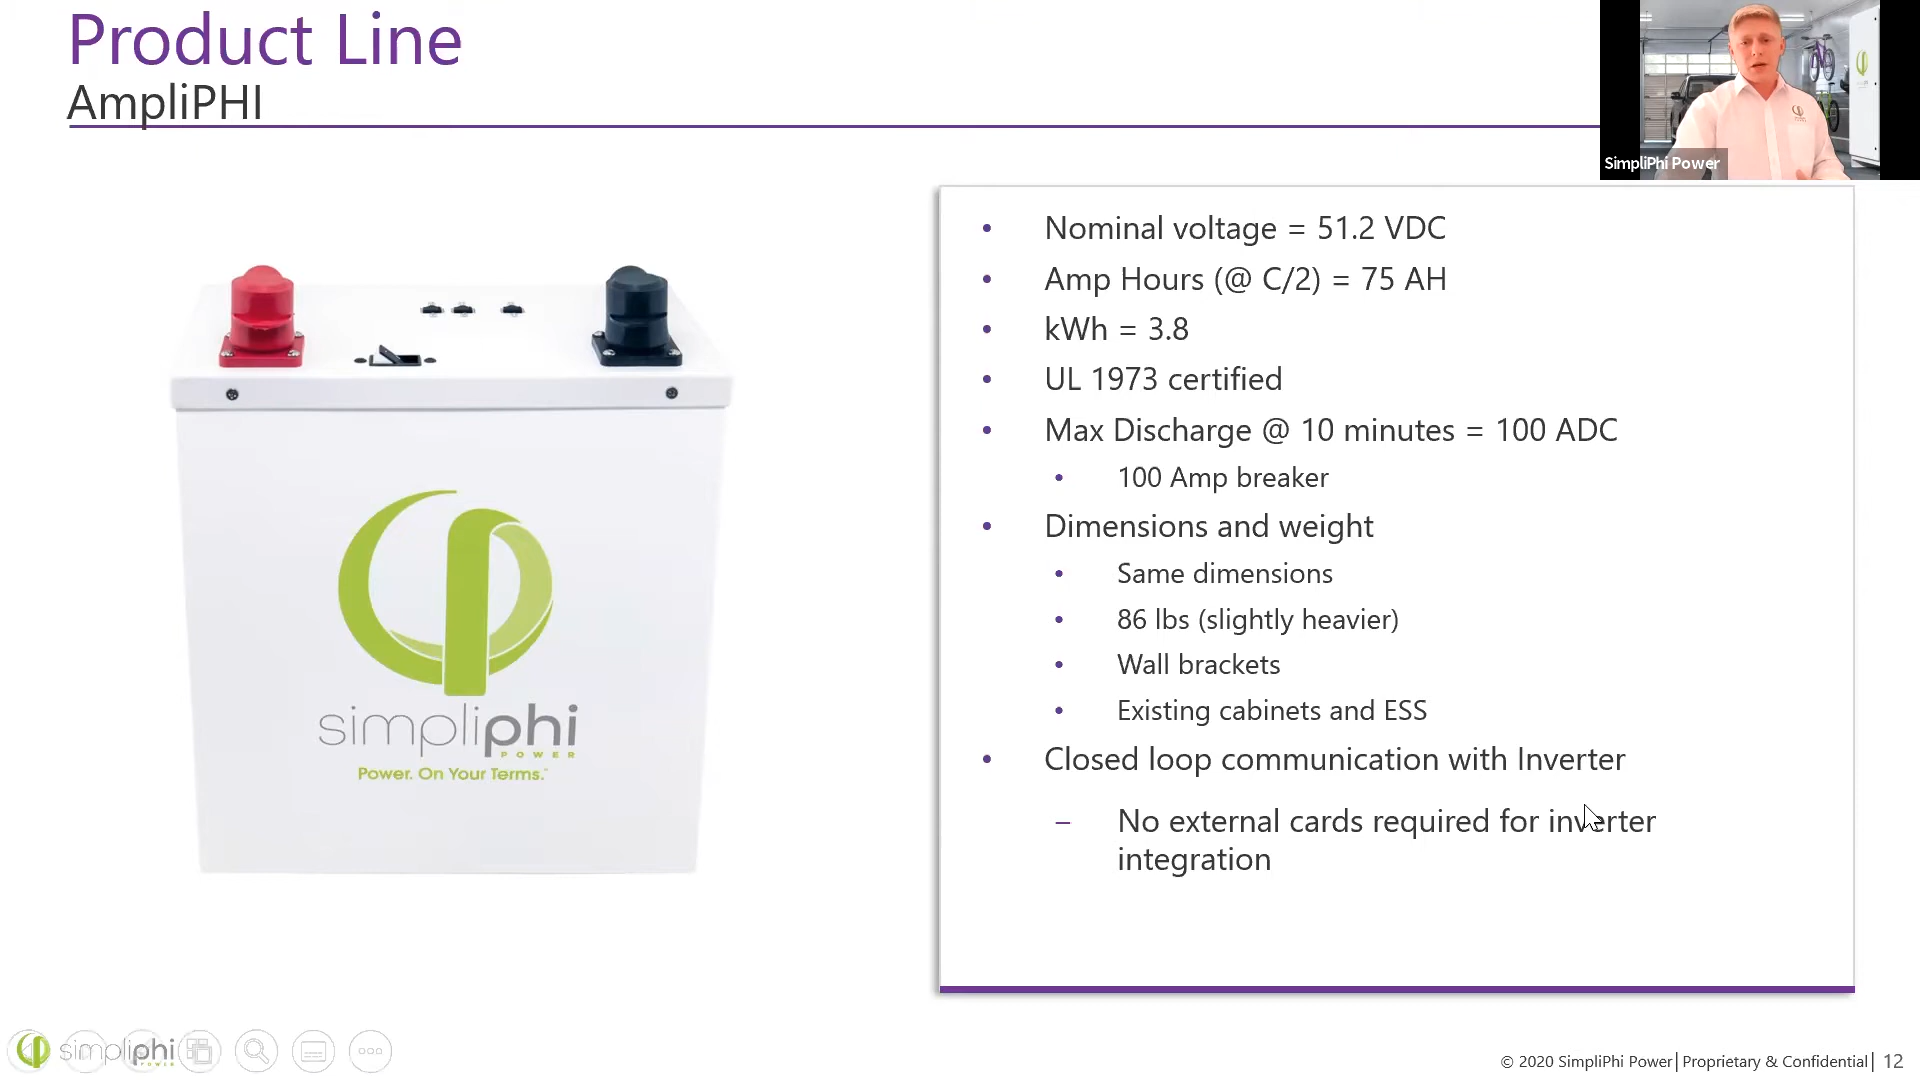 Product Line
AmpliPHI
SimpliPhi Power
• Nominal voltage = 51.2 VDC
• Amp Hours (@ C/2) = 75 AH
• kWh = 3.8
• UL 1973 certified
• Max Discharge @ 10 minutes = 100 ADC
• 100 Amp breaker
• Dimensions and weight
• Same dimensions
• 86 lbs (slightly heavier)
• Wall brackets
• Existing cabinets and ESS
• Closed loop communication with Inverter
– No external cards required for inverter
integration
simpliphi
POWER
Power. On Your Terms.™
simpliphi
POWER
© 2020 SimpliPhi Power | Proprietary & Confidential | 12